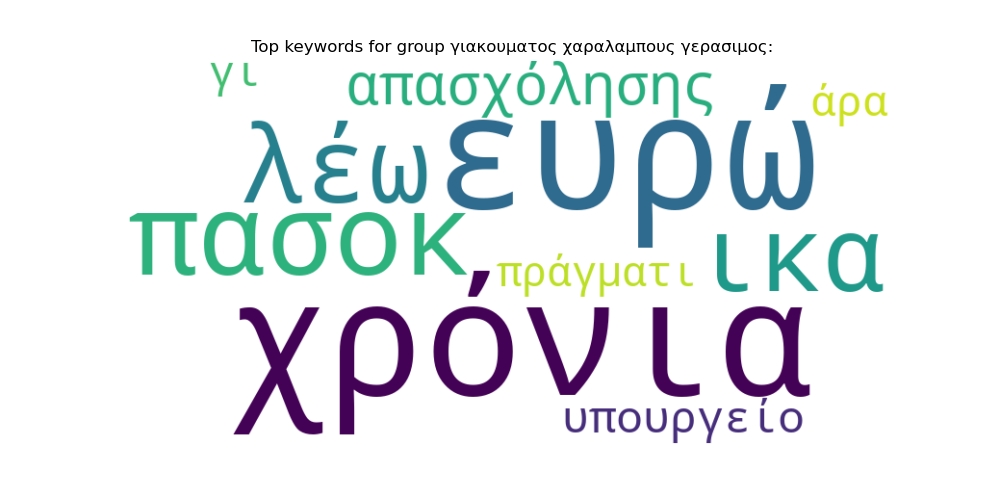 Top keywords for group γιακουματος χαραλαμπους γερασιμος:
γι απασχόλησης άρα
λέω ευρώ
πασοκ πράγματι ικα
χρόνια
υπουργείο